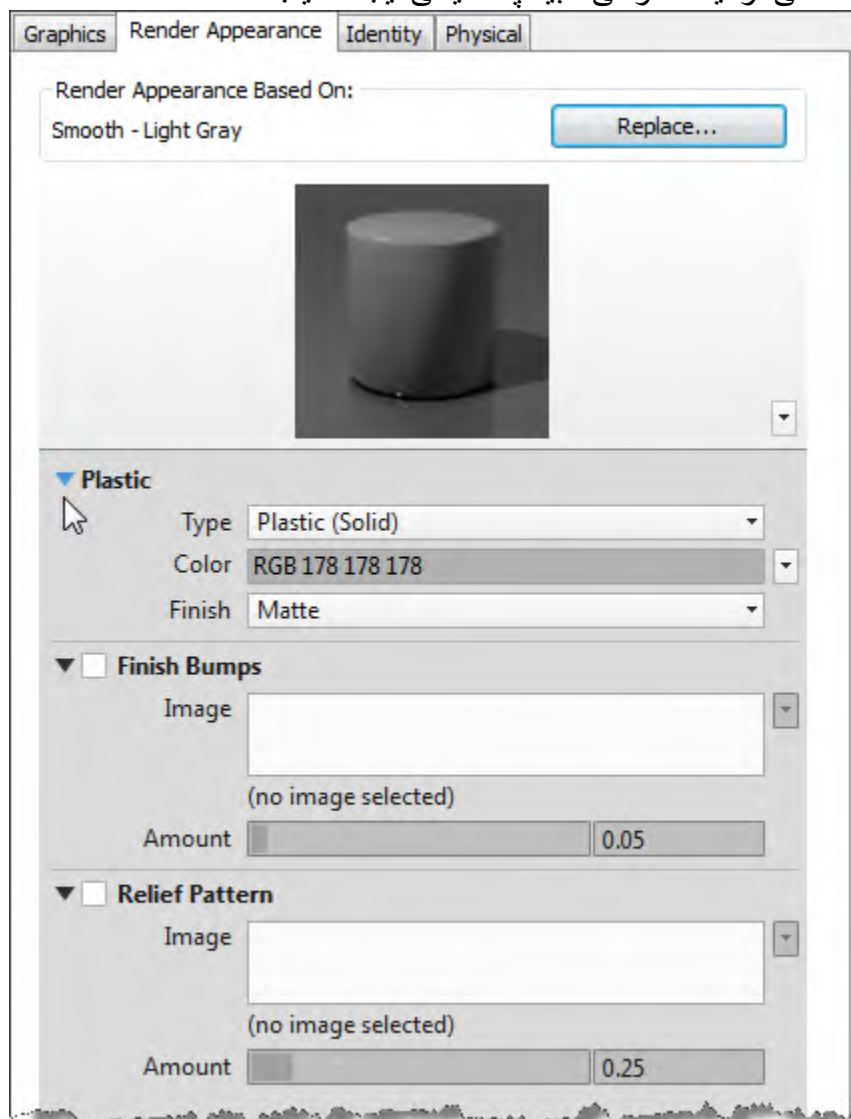 Graphics Render Appearance Identity Physical
Render Appearance Based On:
Smooth - Light Gray Replace...
Plastic
Type Plastic (Solid)
Color RGB 178 178 178
Finish Matte
Finish Bumps
Image
(no image selected)
Amount 0.05
Relief Pattern
Image
(no image selected)
Amount 0.25